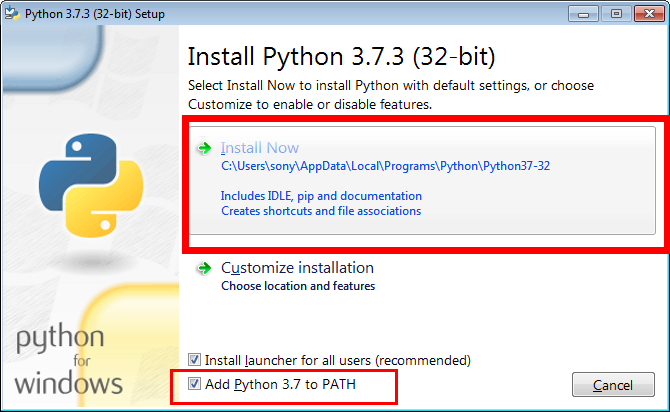 Python 3.7.3 (32-bit) Setup
Install Python 3.7.3 (32-bit)
Select Install Now to install Python with default settings, or choose
Customize to enable or disable features.
Install Now
C:\Users\sony\AppData\Local\Programs\Python\Python37-32
Includes IDLE, pip and documentation
Creates shortcuts and file associations
Customize installation
Choose location and features
Install launcher for all users (recommended)
Add Python 3.7 to PATH
Cancel
python
for
windows